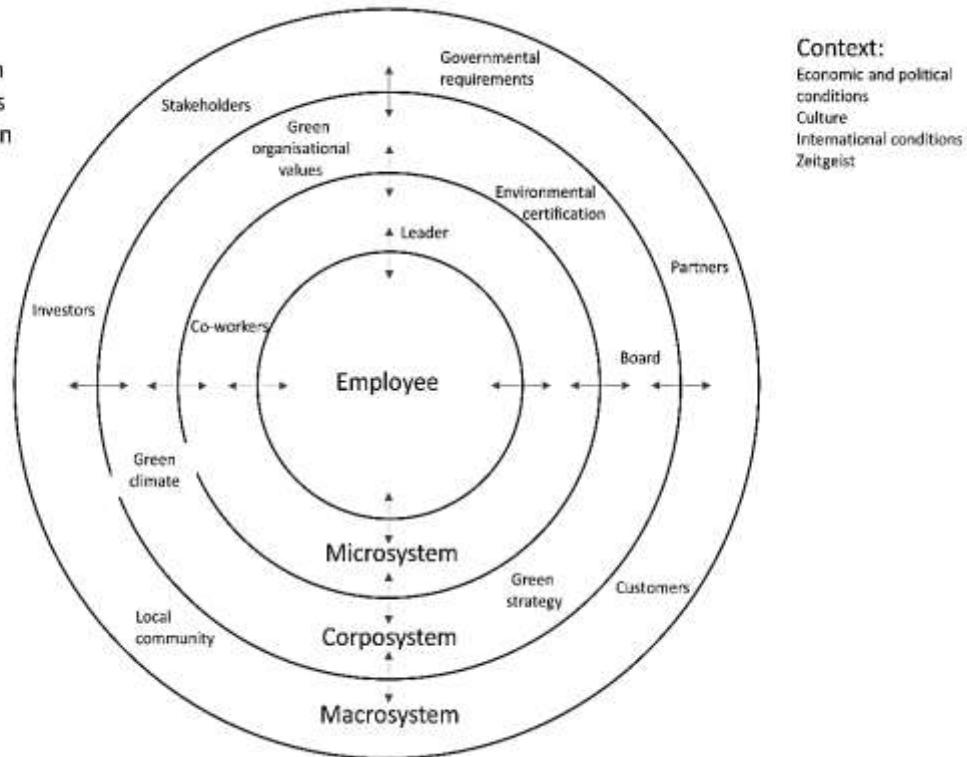 Context:
Economic and political
conditions
Culture
International conditions
Zeitgeist
Governmental
requirements
Stakeholders
Green
organisational
values
Environmental
certification
Leader
Partners
Investors
Co-workers
Board
Employee
Green
climate
Microsystem
Green
strategy
Customers
Local
community
Corposystem
Macrosystem